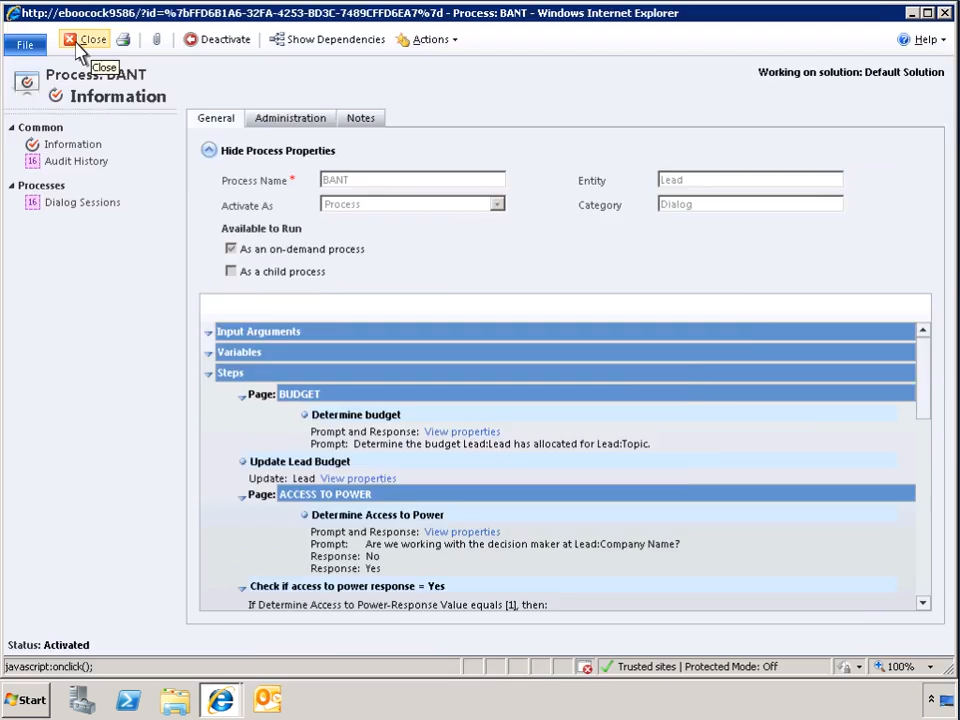 http://eboocock9586/?id=%7bFFD6B1A6-32FA-4253-BD3C-7489CFFD6EA7%7d - Process: BANT - Windows Internet Explorer
File Close Deactivate Show Dependencies Actions Help
Close
Process: BANT
Information
Working on solution: Default Solution
Common
Information
16 Audit History
Processes
16 Dialog Sessions
General Administration Notes
Hide Process Properties
Process Name * BANT Entity Lead
Activate As Process Category Dialog
Available to Run
As an on-demand process
As a child process
Input Arguments
Variables
Steps
Page: BUDGET
Determine budget
Prompt and Response: View properties
Prompt: Determine the budget Lead:Lead has allocated for Lead:Topic.
Update Lead Budget
Update: Lead View properties
Page: ACCESS TO POWER
Determine Access to Power
Prompt and Response: View properties
Prompt: Are we working with the decision maker at Lead:Company Name?
Response: No
Response: Yes
Check if access to power response = Yes
If Determine Access to Power-Response Value equals [1], then:
Status: Activated
javascript:onclick(); Trusted sites | Protected Mode: Off 100%
Start